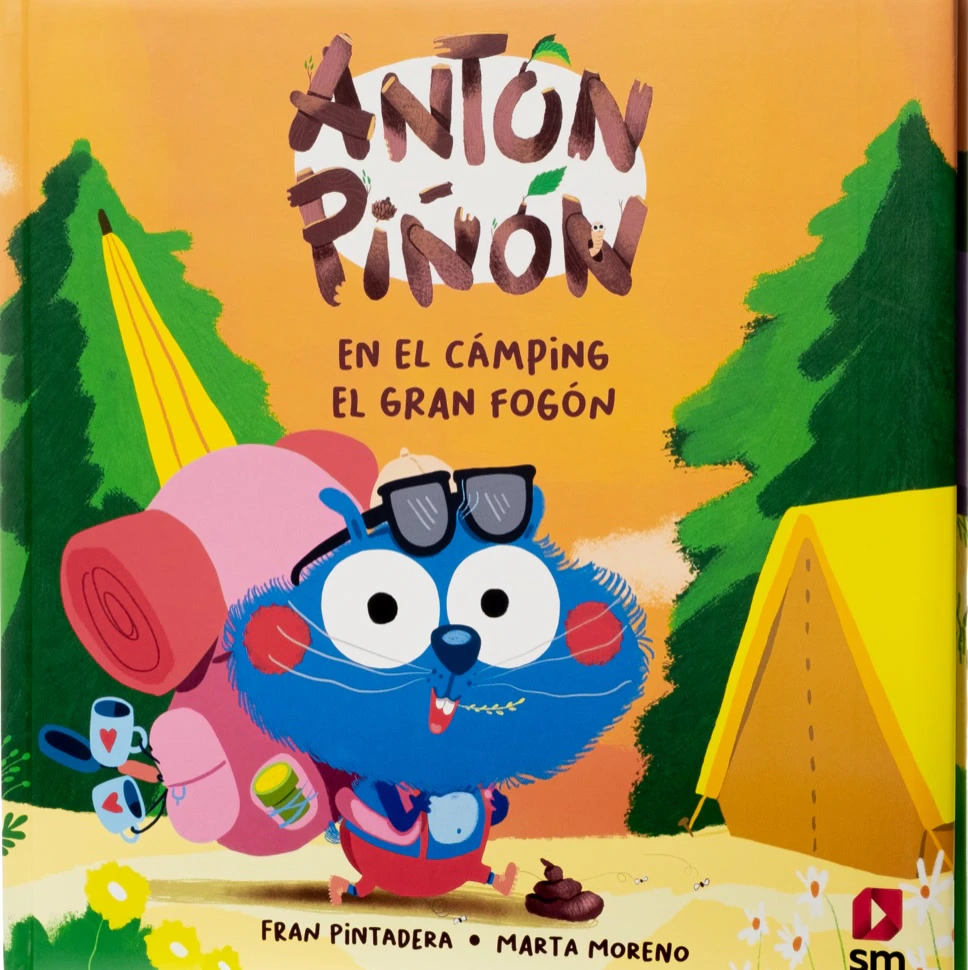 ANTÓN
PIÑÓN
EN EL CÁMPING
EL GRAN FOGÓN
FRAN PINTADERA • MARTA MORENO
sm